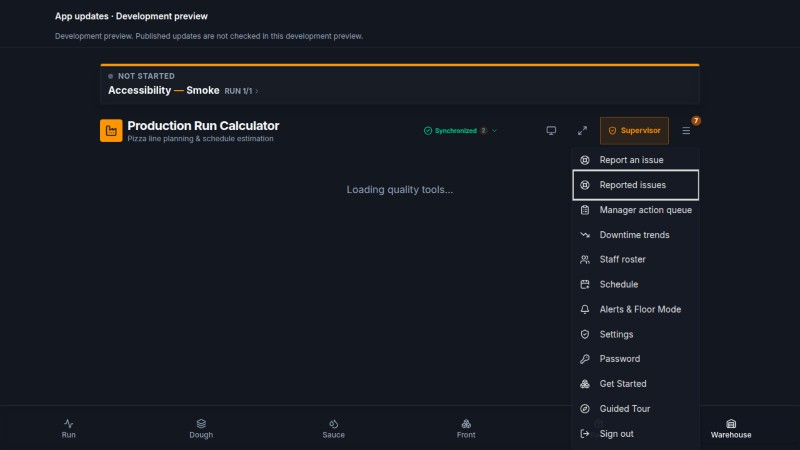 App updates · Development preview
Development preview. Published updates are not checked in this development preview.
NOT STARTED
Accessibility — Smoke RUN 1/1 ›
Production Run Calculator
Pizza line planning & schedule estimation
Synchronized 2
Supervisor
7
Loading quality tools...
Report an issue
Reported issues
Manager action queue
Downtime trends
Staff roster
Schedule
Alerts & Floor Mode
Settings
Password
Get Started
Guided Tour
Sign out
Run
Dough
Sauce
Front
Warehouse